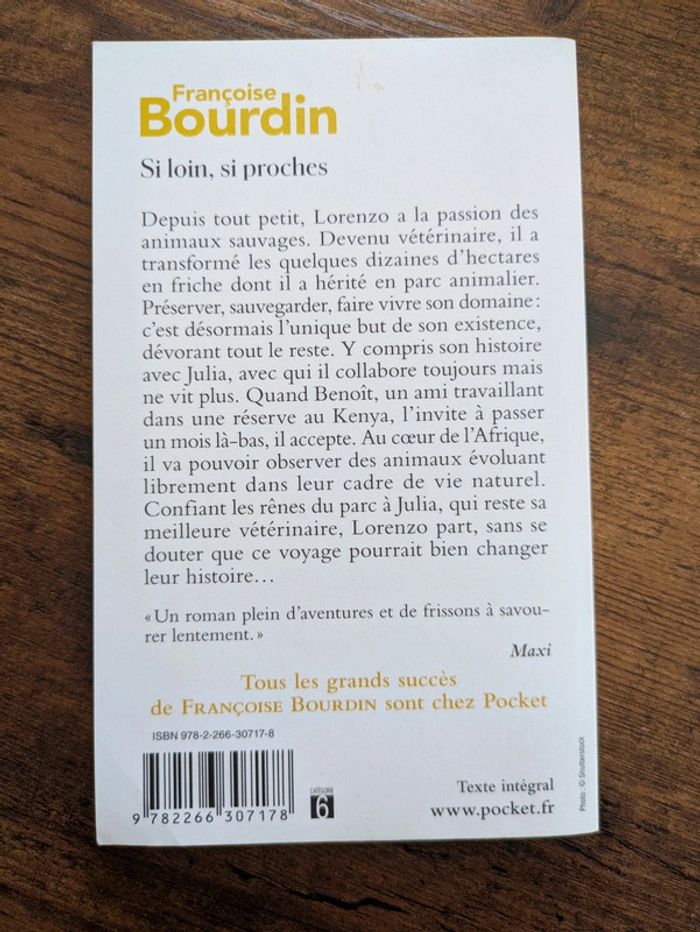 Françoise
Bourdin
Si loin, si proches
Depuis tout petit, Lorenzo a la passion des
animaux sauvages. Devenu vétérinaire, il a
transformé les quelques dizaines d'hectares
en friche dont il a hérité en parc animalier.
Préserver, sauvegarder, faire vivre son domaine :
c'est désormais l'unique but de son existence,
dévorant tout le reste. Y compris son histoire
avec Julia, avec qui il collabore toujours mais
ne vit plus. Quand Benoît, un ami travaillant
dans une réserve au Kenya, l'invite à passer
un mois là-bas, il accepte. Au cœur de l'Afrique,
il va pouvoir observer des animaux évoluant
librement dans leur cadre de vie naturel.
Confiant les rênes du parc à Julia, qui reste sa
meilleure vétérinaire, Lorenzo part, sans se
douter que ce voyage pourrait bien changer
leur histoire…
« Un roman plein d'aventures et de frissons à savou-
rer lentement. »
Maxi
Tous les grands succès
de FRANÇOISE BOURDIN sont chez Pocket
ISBN 978-2-266-30717-8
9 782266 307178
CATÉGORIE
6
Texte intégral
www.pocket.fr
Photo : © Shutterstock